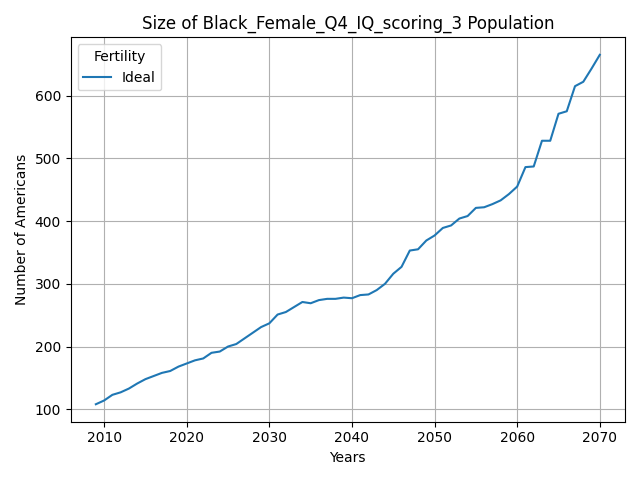 Size of Black_Female_Q4_IQ_scoring_3 Population
Fertility
Ideal
Number of Americans
600
500
400
300
200
100
2010 2020 2030 2040 2050 2060 2070
Years